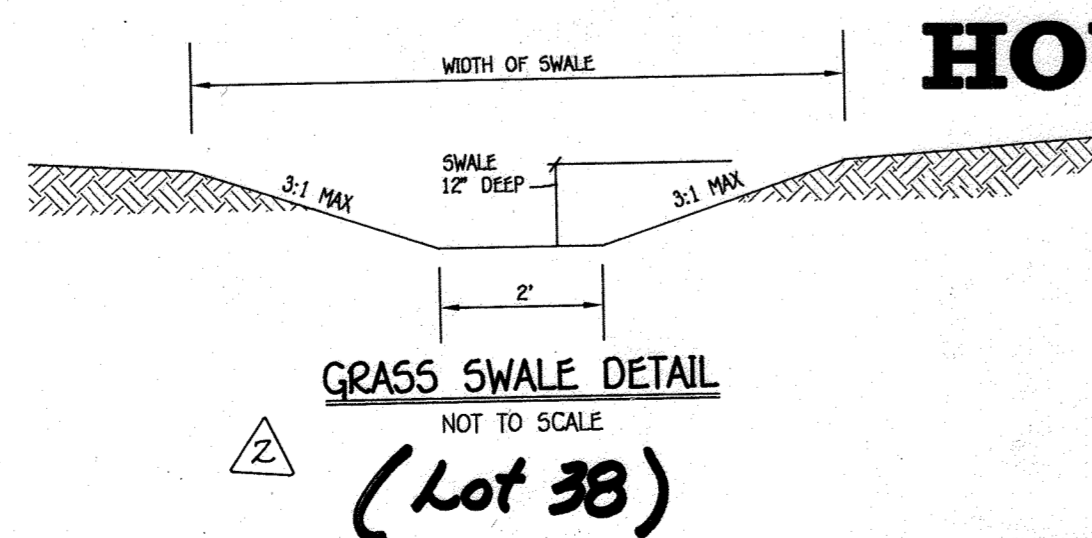 WIDTH OF SWALE
SWALE
12" DEEP
3:1 MAX
3:1 MAX
2'
GRASS SWALE DETAIL
NOT TO SCALE
2
(Lot 38)